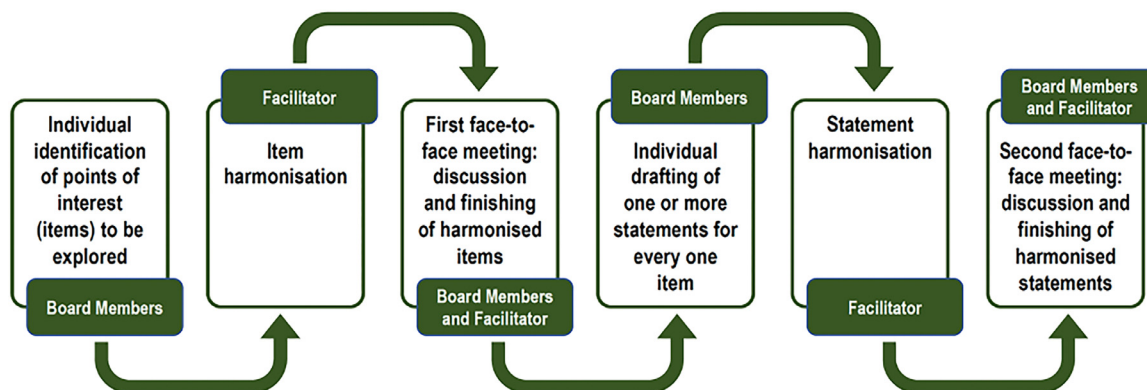 Individual
identification
of points of
interest
(items) to be
explored
Board Members
Facilitator
Item
harmonisation
First face-to-
face meeting:
discussion
and finishing
of harmonised
items
Board Members
and Facilitator
Board Members
Individual
drafting of
one or more
statements for
every one
item
Statement
harmonisation
Facilitator
Board Members
and Facilitator
Second face-to-
face meeting:
discussion and
finishing of
harmonised
statements